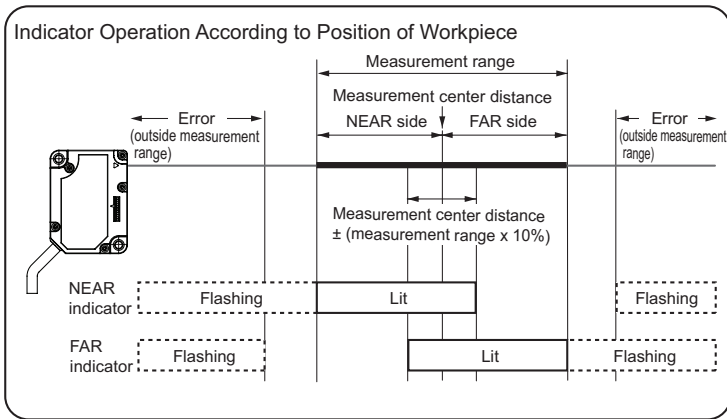 Indicator Operation According to Position of Workpiece
Measurement range
Measurement center distance
Error
(outside measurement
range)
NEAR side
FAR side
Error
(outside measurement
range)
Measurement center distance
± (measurement range x 10%)
NEAR
indicator
Flashing
Lit
Flashing
FAR
indicator
Flashing
Lit
Flashing